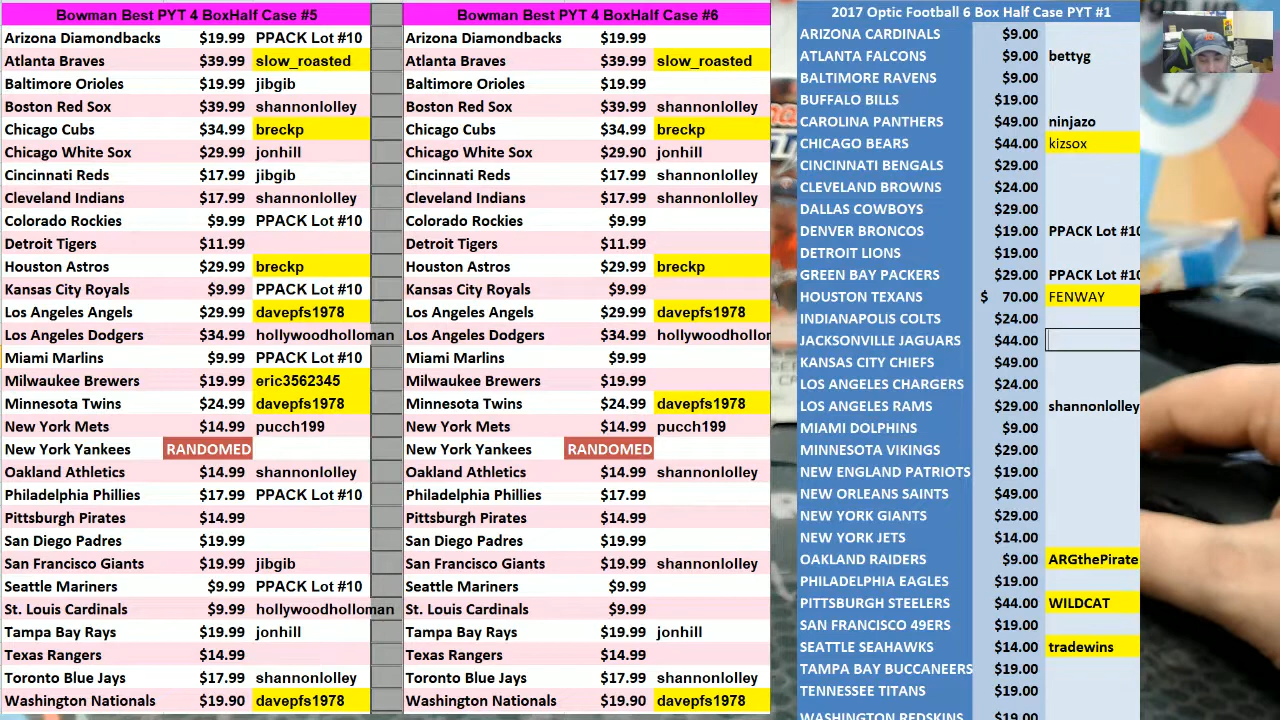 Bowman Best PYT 4 BoxHalf Case #5
Arizona Diamondbacks $19.99 PPACK Lot #10
Atlanta Braves $39.99 slow_roasted
Baltimore Orioles $19.99 jibgib
Boston Red Sox $39.99 shannonlolley
Chicago Cubs $34.99 breckp
Chicago White Sox $29.99 jonhill
Cincinnati Reds $17.99 jibgib
Cleveland Indians $17.99 shannonlolley
Colorado Rockies $9.99 PPACK Lot #10
Detroit Tigers $11.99
Houston Astros $29.99 breckp
Kansas City Royals $9.99 PPACK Lot #10
Los Angeles Angels $29.99 davepfs1978
Los Angeles Dodgers $34.99 hollywoodholloman
Miami Marlins $9.99 PPACK Lot #10
Milwaukee Brewers $19.99 eric3562345
Minnesota Twins $24.99 davepfs1978
New York Mets $14.99 pucch199
New York Yankees RANDOMED
Oakland Athletics $14.99 shannonlolley
Philadelphia Phillies $17.99 PPACK Lot #10
Pittsburgh Pirates $14.99
San Diego Padres $19.99
San Francisco Giants $19.99 jibgib
Seattle Mariners $9.99 PPACK Lot #10
St. Louis Cardinals $9.99 hollywoodholloman
Tampa Bay Rays $19.99 jonhill
Texas Rangers $14.99
Toronto Blue Jays $17.99 shannonlolley
Washington Nationals $19.90 davepfs1978
Bowman Best PYT 4 BoxHalf Case #6
Arizona Diamondbacks $19.99
Atlanta Braves $39.99 slow_roasted
Baltimore Orioles $19.99
Boston Red Sox $39.99 shannonlolley
Chicago Cubs $34.99 breckp
Chicago White Sox $29.90 jonhill
Cincinnati Reds $17.99 shannonlolley
Cleveland Indians $17.99 shannonlolley
Colorado Rockies $9.99
Detroit Tigers $11.99
Houston Astros $29.99 breckp
Kansas City Royals $9.99
Los Angeles Angels $29.99 davepfs1978
Los Angeles Dodgers $34.99 hollywoodhollor
Miami Marlins $9.99
Milwaukee Brewers $19.99
Minnesota Twins $24.99 davepfs1978
New York Mets $14.99 pucch199
New York Yankees RANDOMED
Oakland Athletics $14.99 shannonlolley
Philadelphia Phillies $17.99
Pittsburgh Pirates $14.99
San Diego Padres $19.99
San Francisco Giants $19.99 shannonlolley
Seattle Mariners $9.99
St. Louis Cardinals $9.99
Tampa Bay Rays $19.99 jonhill
Texas Rangers $14.99
Toronto Blue Jays $17.99 shannonlolley
Washington Nationals $19.90 davepfs1978
2017 Optic Football 6 Box Half Case PYT #1
ARIZONA CARDINALS $9.00
ATLANTA FALCONS $9.00 bettyg
BALTIMORE RAVENS $9.00
BUFFALO BILLS $19.00
CAROLINA PANTHERS $49.00 ninjazo
CHICAGO BEARS $44.00 kizsox
CINCINNATI BENGALS $29.00
CLEVELAND BROWNS $24.00
DALLAS COWBOYS $29.00
DENVER BRONCOS $19.00 PPACK Lot #10
DETROIT LIONS $19.00
GREEN BAY PACKERS $29.00 PPACK Lot #10
HOUSTON TEXANS $ 70.00 FENWAY
INDIANAPOLIS COLTS $24.00
JACKSONVILLE JAGUARS $44.00
KANSAS CITY CHIEFS $49.00
LOS ANGELES CHARGERS $24.00
LOS ANGELES RAMS $29.00 shannonlolley
MIAMI DOLPHINS $9.00
MINNESOTA VIKINGS $29.00
NEW ENGLAND PATRIOTS $19.00
NEW ORLEANS SAINTS $49.00
NEW YORK GIANTS $29.00
NEW YORK JETS $14.00
OAKLAND RAIDERS $9.00 ARGthePirate
PHILADELPHIA EAGLES $19.00
PITTSBURGH STEELERS $44.00 WILDCAT
SAN FRANCISCO 49ERS $19.00
SEATTLE SEAHAWKS $14.00 tradewins
TAMPA BAY BUCCANEERS $19.00
TENNESSEE TITANS $19.00
WASHINGTON REDSKINS $19.00